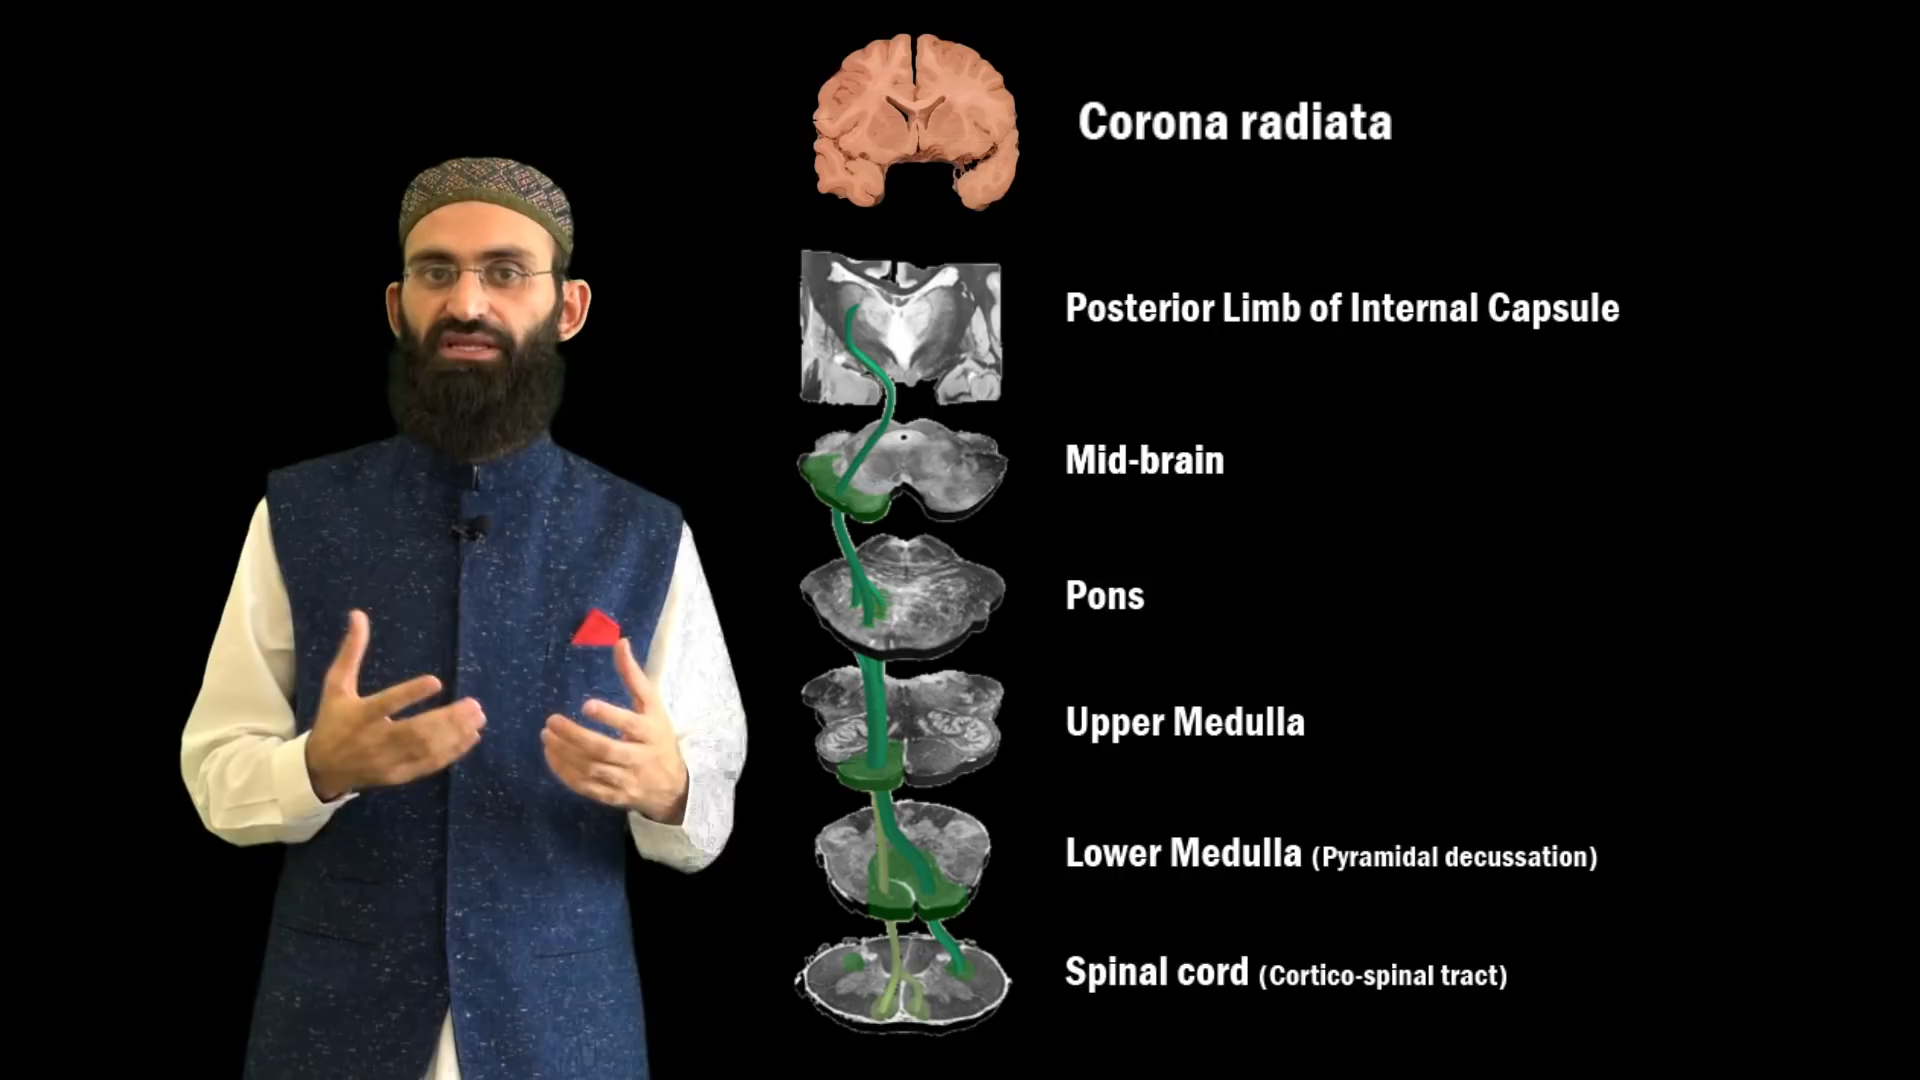 Corona radiata
Posterior Limb of Internal Capsule
Mid-brain
Pons
Upper Medulla
Lower Medulla (Pyramidal decussation)
Spinal cord (Cortico-spinal tract)